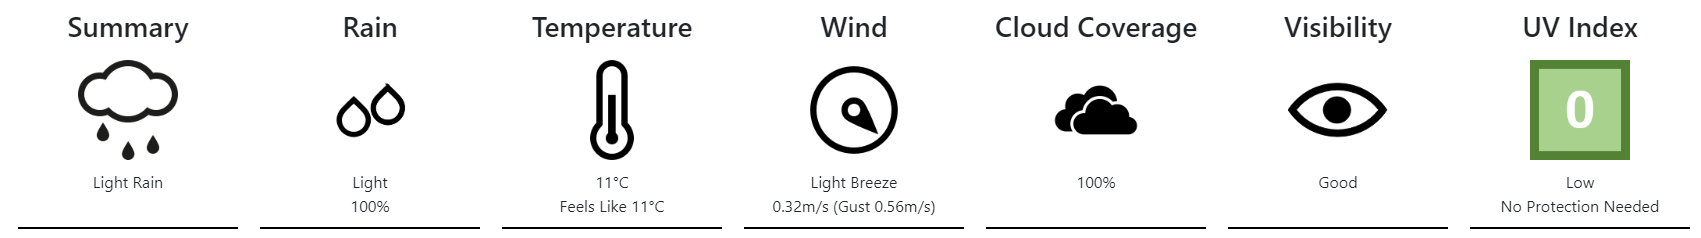 Summary
Light Rain
Rain
Light
100%
Temperature
11°C
Feels Like 11°C
Wind
Light Breeze
0.32m/s (Gust 0.56m/s)
Cloud Coverage
100%
Visibility
Good
UV Index
0
Low
No Protection Needed